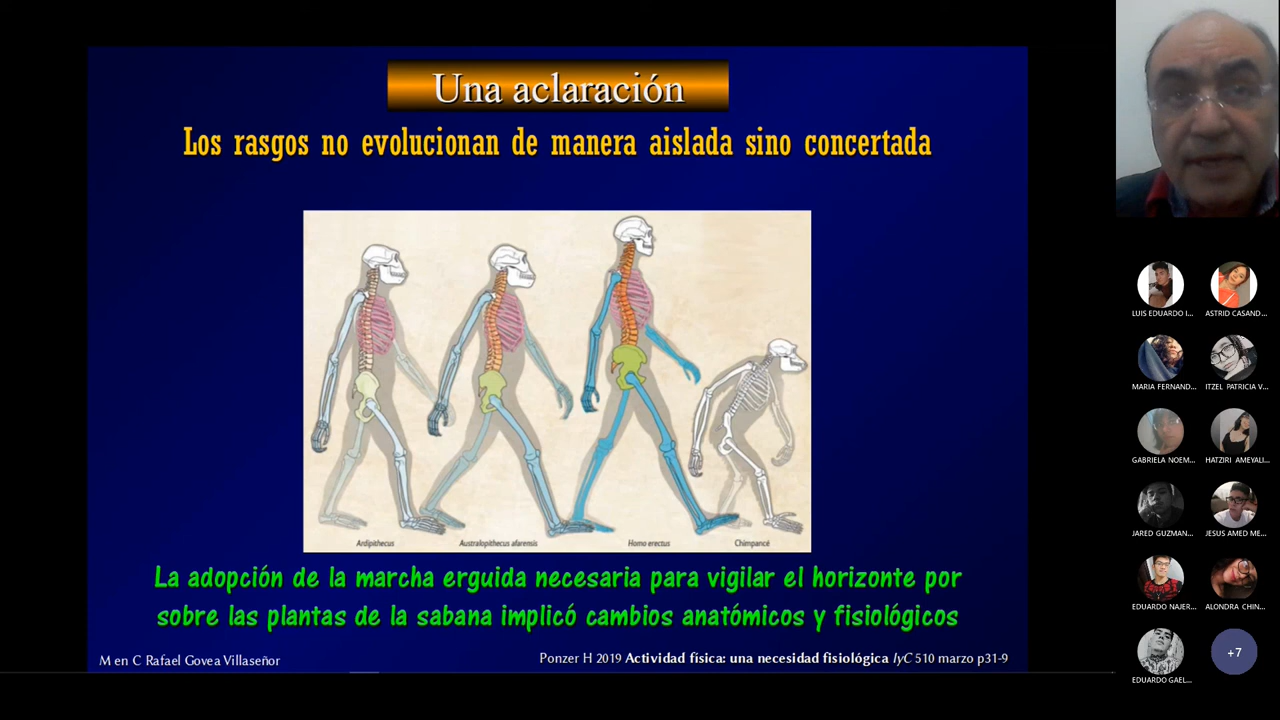 Una aclaración
Los rasgos no evolucionan de manera aislada sino concertada
Ardipithecus
Australopithecus afarensis
Homo erectus
Chimpancé
La adopción de la marcha erguida necesaria para vigilar el horizonte por
sobre las plantas de la sabana implicó cambios anatómicos y fisiológicos
M en C Rafael Govea Villaseñor
Ponzer H 2019 Actividad física: una necesidad fisiológica IyC 510 marzo p31-9
LUIS EDUARDO I...
ASTRID CASAND...
MARIA FERNAND...
ITZEL PATRICIA V...
GABRIELA NOEM...
HATZIRI AMEYALI...
JARED GUZMAN...
JESUS AMED ME...
EDUARDO NAJER...
ALONDRA CHIN...
EDUARDO GAEL...
+7